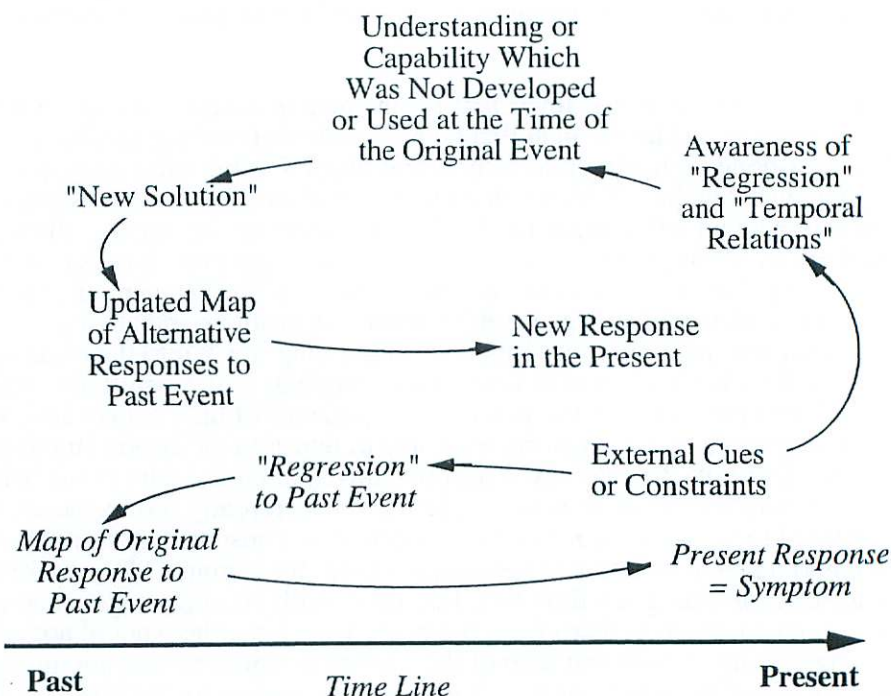 Understanding or
Capability Which
Was Not Developed
or Used at the Time of
the Original Event
Awareness of
"Regression"
and "Temporal
Relations"
"New Solution"
Updated Map
of Alternative
Responses to
Past Event
New Response
in the Present
External Cues
or Constraints
"Regression"
to Past Event
Map of Original
Response to
Past Event
Present Response
= Symptom
Past
Time Line
Present